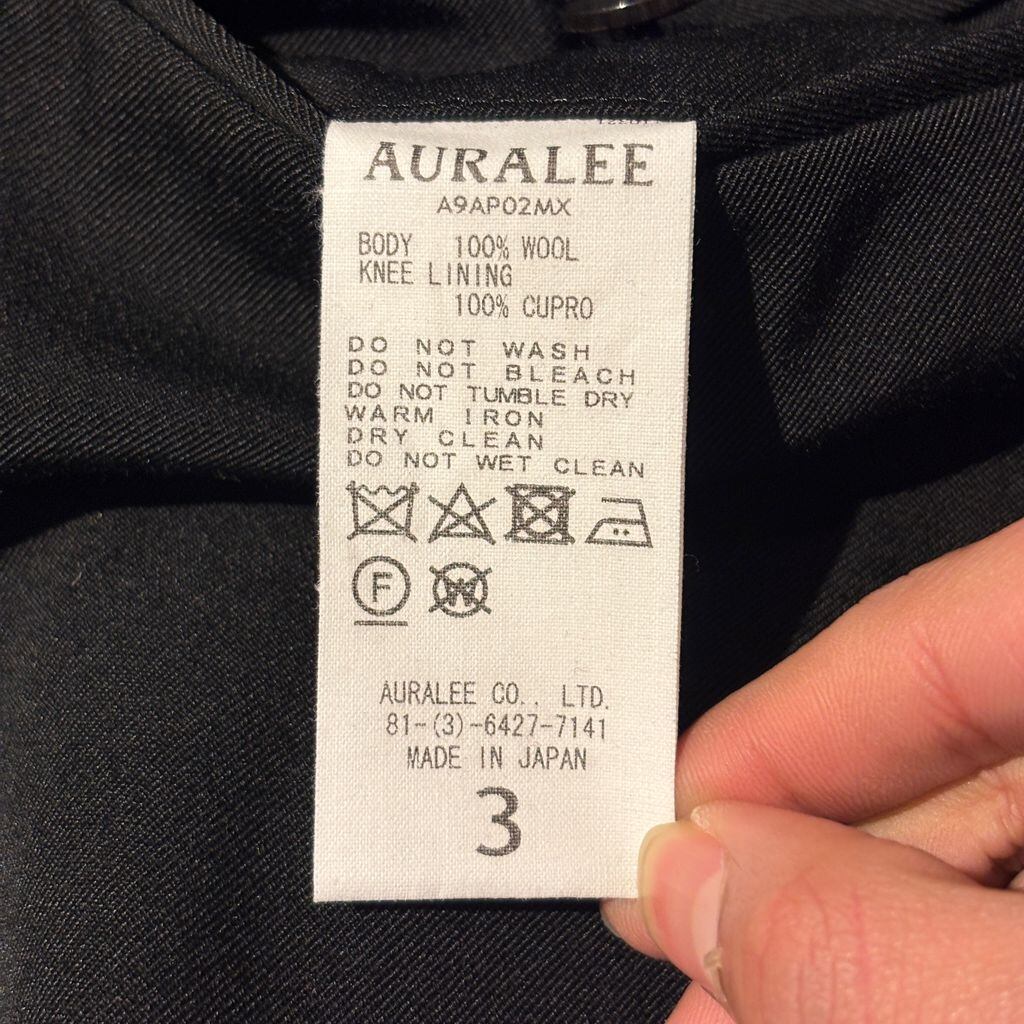 AURALEE
A9AP02MX
BODY 100% WOOL
KNEE LINING
100% CUPRO
DO NOT WASH
DO NOT BLEACH
DO NOT TUMBLE DRY
WARM IRON
DRY CLEAN
DO NOT WET CLEAN
F W
AURALEE CO., LTD.
81-(3)-6427-7141
MADE IN JAPAN
3